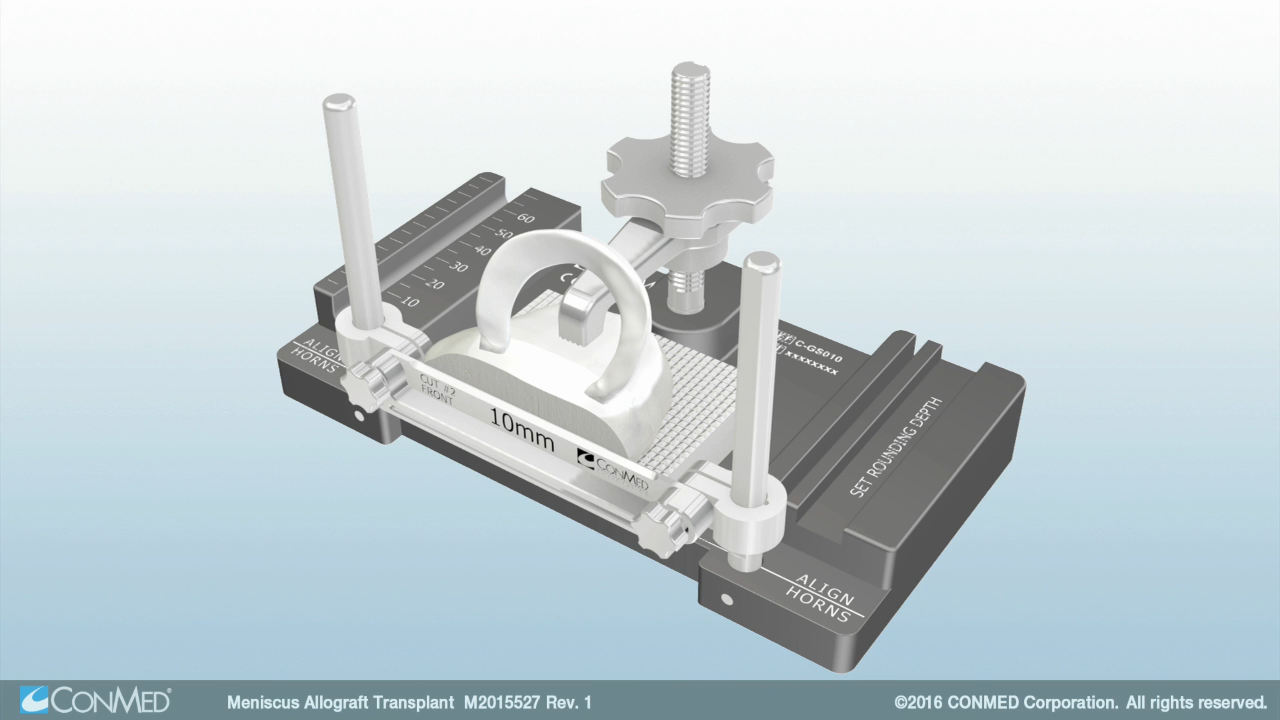 60
50
40
30
20
10
C-GS010
xxxxxxxx
ALIGN
HORNS
CUT #2
FRONT
10mm
CONMED
SET ROUNDING DEPTH
ALIGN
HORNS
CONMED®
Meniscus Allograft Transplant M2015527 Rev. 1
©2016 CONMED Corporation. All rights reserved.